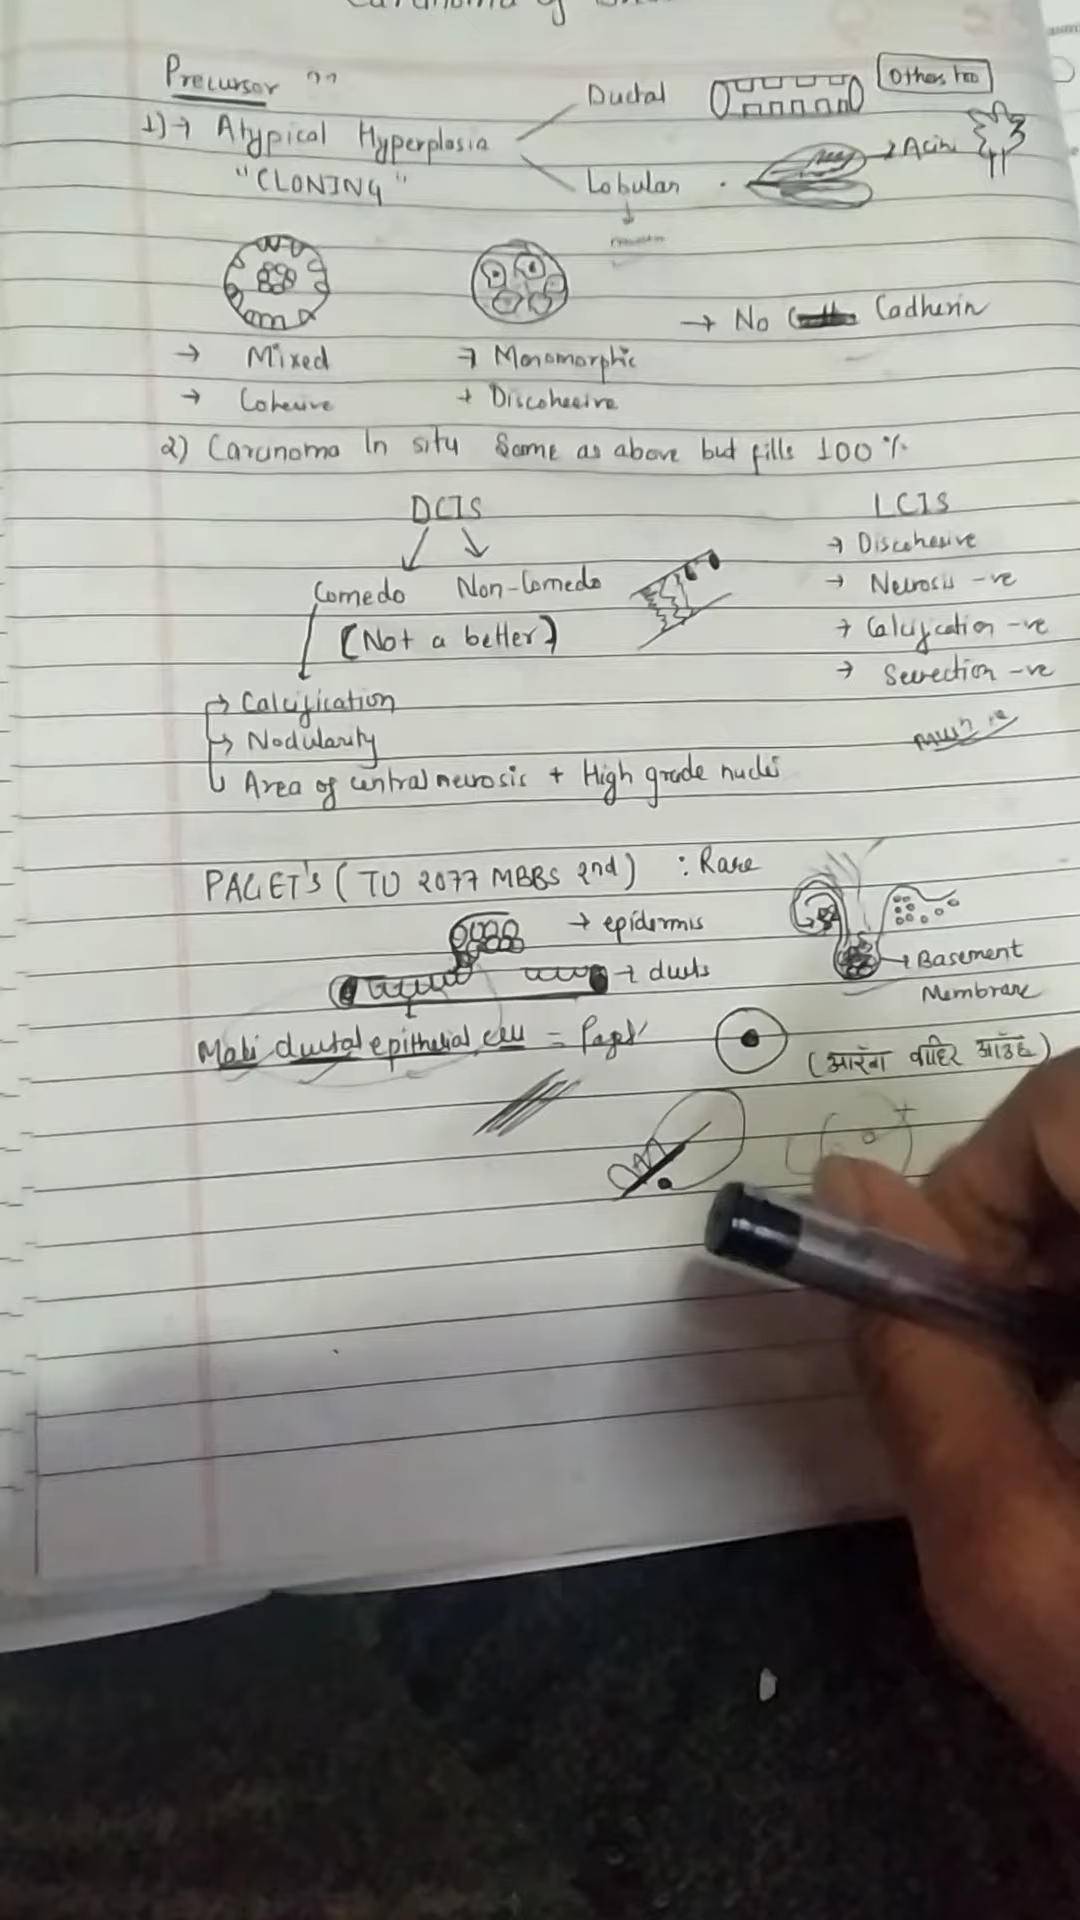 Carcinoma of
Precursor
Others too
Ductal
1) → Atypical Hyperplasia
"CLONING"
Lobular
→ Acini
→ No Cadherin
→ Mixed
→ Monomorphic
→ Cohesive
→ Discohesive
2) Carcinoma In situ Same as above but fills 100%
DCIS
LCIS
→ Discohesive
Comedo Non-Comedo
→ Necrosis -ve
(Not a better)
→ Calcification -ve
→ Secrection -ve
→ Calcification
→ Nodularity
Area of central necrosis + High grade nuclei
PAGET's (TU 2077 MBBS 2nd) : Rare
→ epidermis
→ ducts
→ Basement
Membrane
Mali ductal epithelial cell = Paget